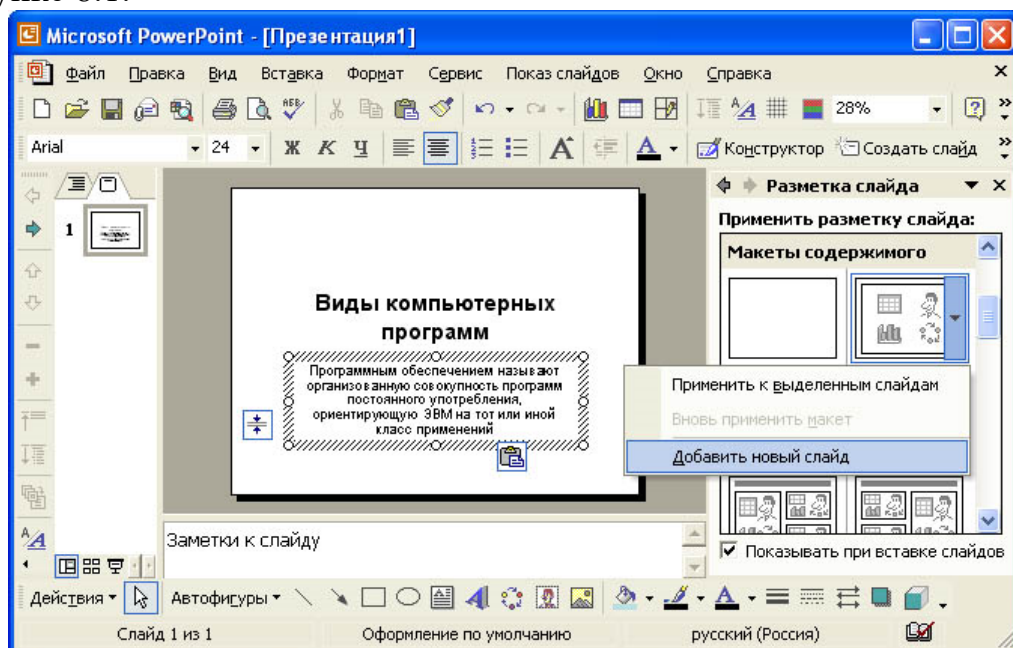 Microsoft PowerPoint - [Презентация1]
Файл Правка Вид Вставка Формат Сервис Показ слайдов Окно Справка
28%
Arial 24 Ж К Ч Конструктор Создать слайд
1
Разметка слайда
Применить разметку слайда:
Макеты содержимого
Виды компьютерных
программ
Программным обеспечением называют
организованную совокупность программ
постоянного употребления,
ориентирующую ЭВМ на тот или иной
класс применений
Применить к выделенным слайдам
Вновь применить макет
Добавить новый слайд
Заметки к слайду
Показывать при вставке слайдов
Действия Автофигуры
Слайд 1 из 1 Оформление по умолчанию русский (Россия)